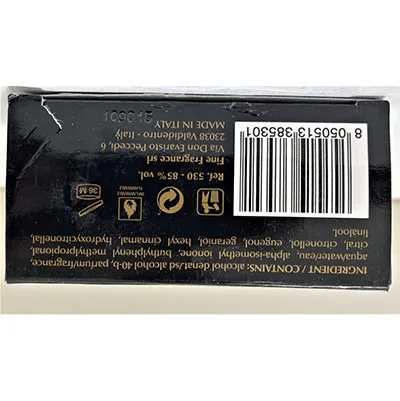 INGREDIENT / CONTAINS: alcohol denat/sd alcohol 40-b, parfum/fragrance,
aqua/water/eau, alpha-isomethyl ionone, butylphenyl methylpropional,
citral, citronellol, eugenol, geraniol, hexyl cinnamal, hydroxycitronellal,
linalool.
36 M
Ref. 530 - 85% vol.
Fine Fragrance srl
Via Don Evaristo Peccedi, 6
23038 Valdidentro - Italy
MADE IN ITALY
8 050513 385301